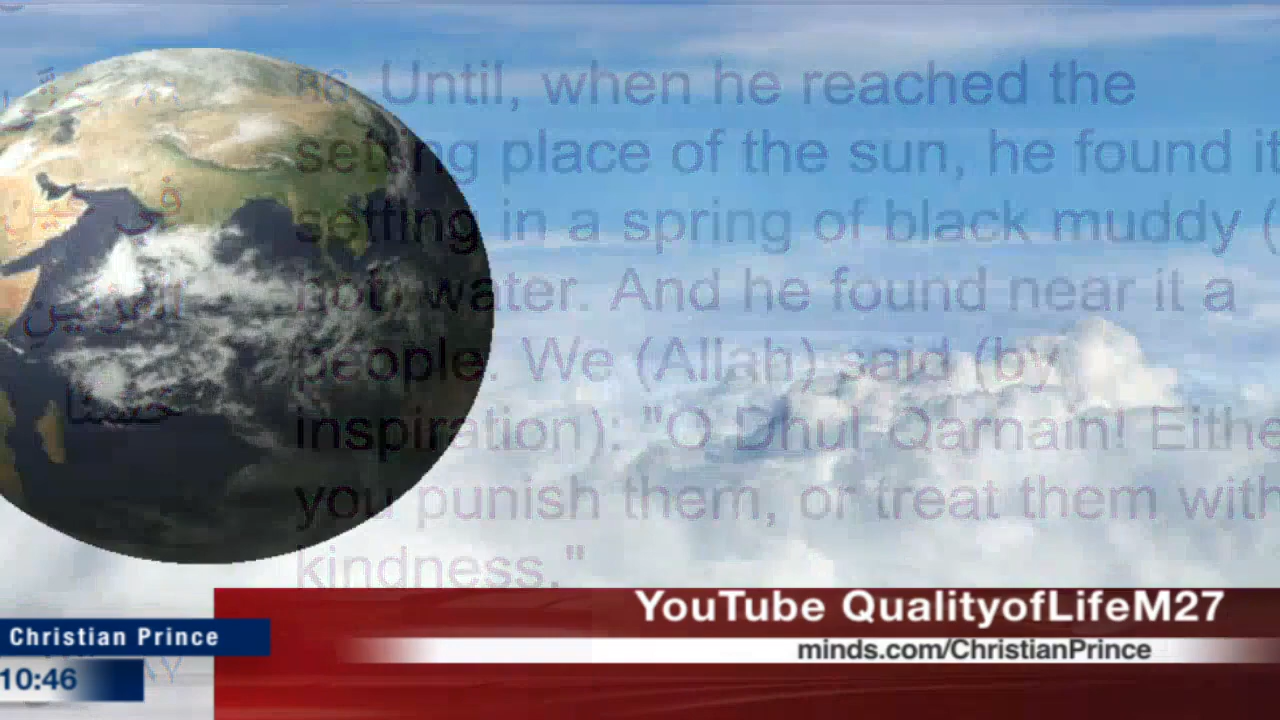 86. Until, when he reached the
setting place of the sun, he found it
setting in a spring of black muddy (
hot) water. And he found near it a
people. We (Allah) said (by
inspiration): "O Dhul-Qarnain! Either
you punish them, or treat them with
kindness."
YouTube QualityofLifeM27
minds.com/ChristianPrince
Christian Prince
10:46